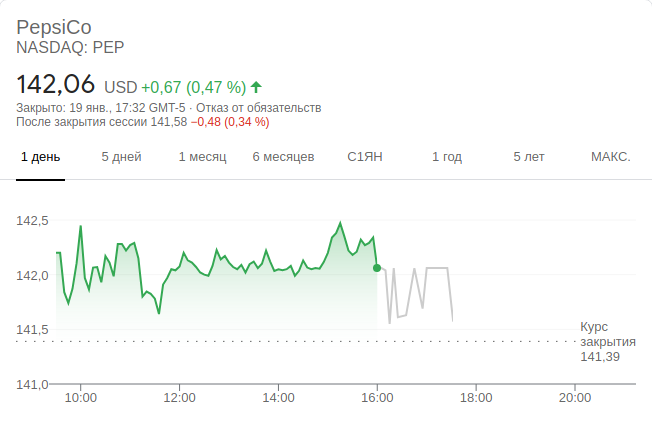 PepsiCo
NASDAQ: PEP
142,06 USD +0,67 (0,47 %)
Закрыто: 19 янв., 17:32 GMT-5 · Отказ от обязательств
После закрытия сессии 141,58 −0,48 (0,34 %)
1 день 5 дней 1 месяц 6 месяцев С1ЯН 1 год 5 лет МАКС.
142,5
142,0
141,5
Курс
закрытия
141,39
141,0
10:00 12:00 14:00 16:00 18:00 20:00